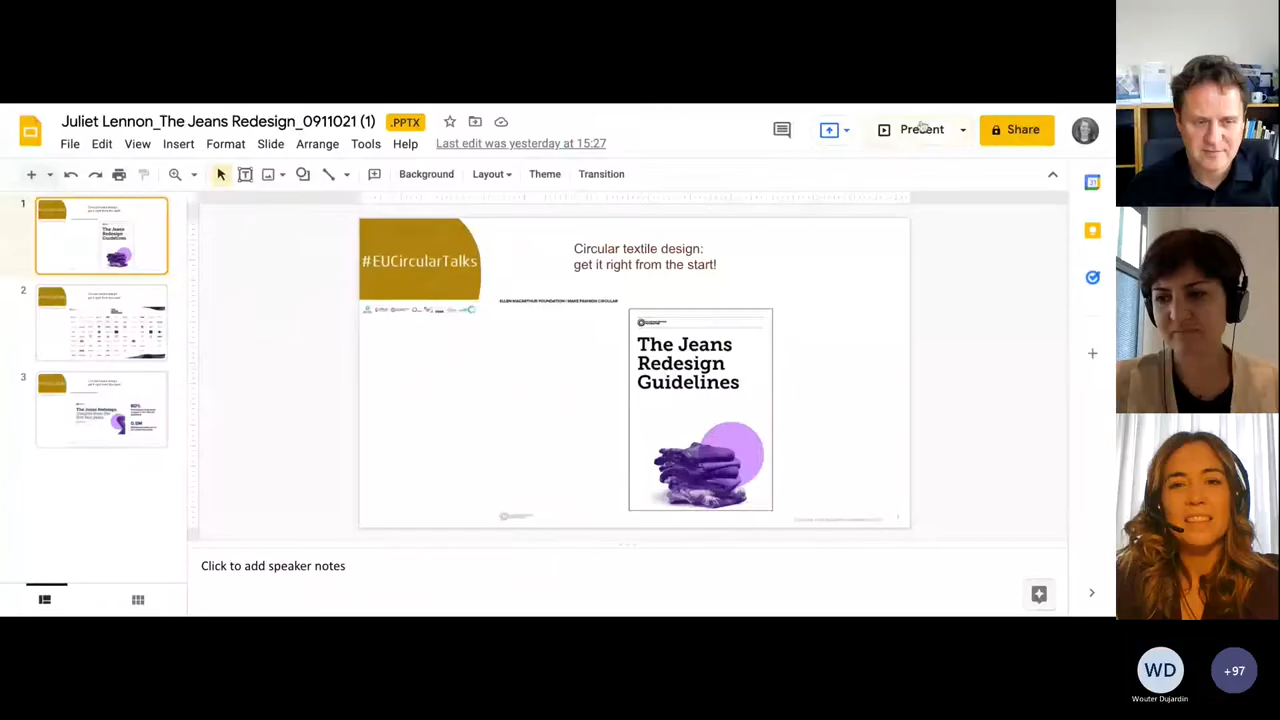 Juliet Lennon_The Jeans Redesign_0911021 (1)
.PPTX
File Edit View Insert Format Slide Arrange Tools Help
Last edit was yesterday at 15:27
Present
Share
Background
Layout
Theme
Transition
1
2
3
#EUCircularTalks
Circular textile design:
get it right from the start!
ELLEN MACARTHUR FOUNDATION | MAKE FASHION CIRCULAR
The Jeans
Redesign
Guidelines
Click to add speaker notes
WD
+97
Wouter Dujardin